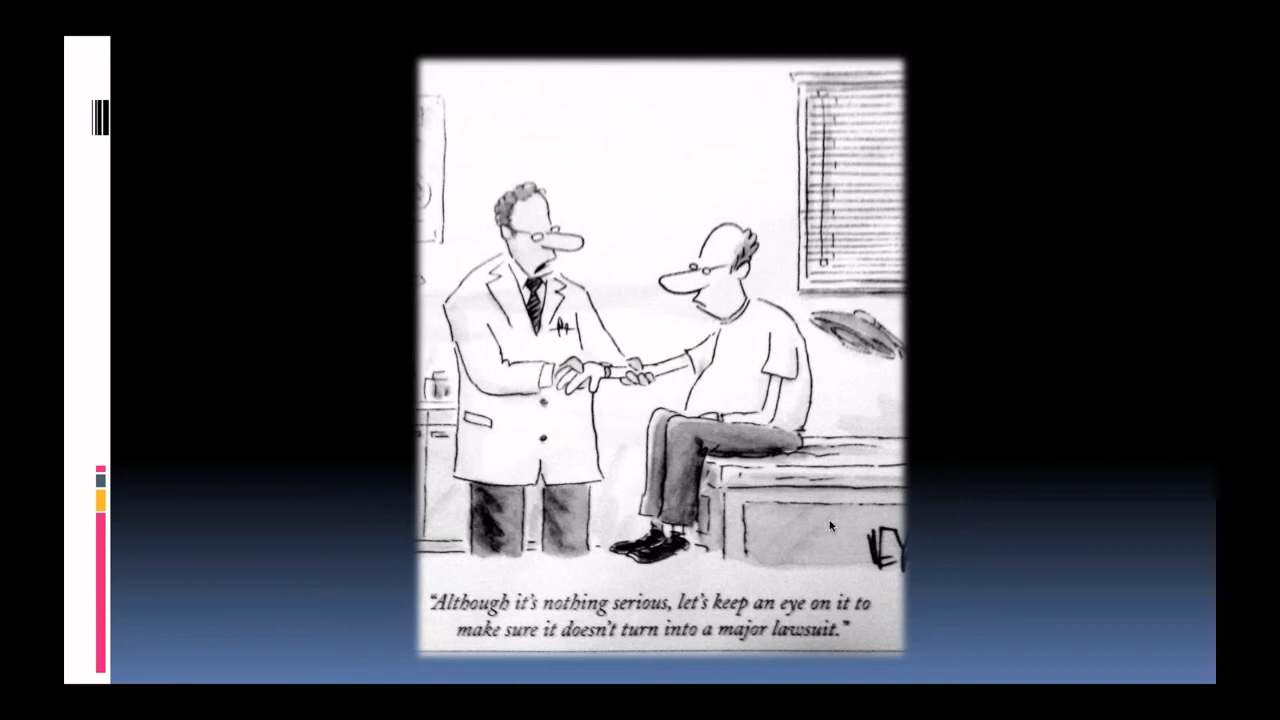 “Although it’s nothing serious, let’s keep an eye on it to
make sure it doesn’t turn into a major lawsuit.”